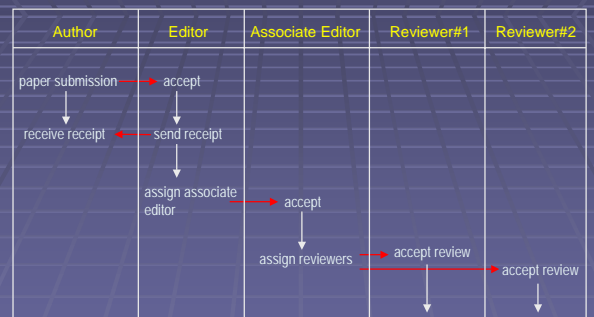 Author Editor Associate Editor Reviewer#1 Reviewer#2
paper submission accept
receive receipt send receipt
assign associate
editor
accept
assign reviewers accept review
accept review